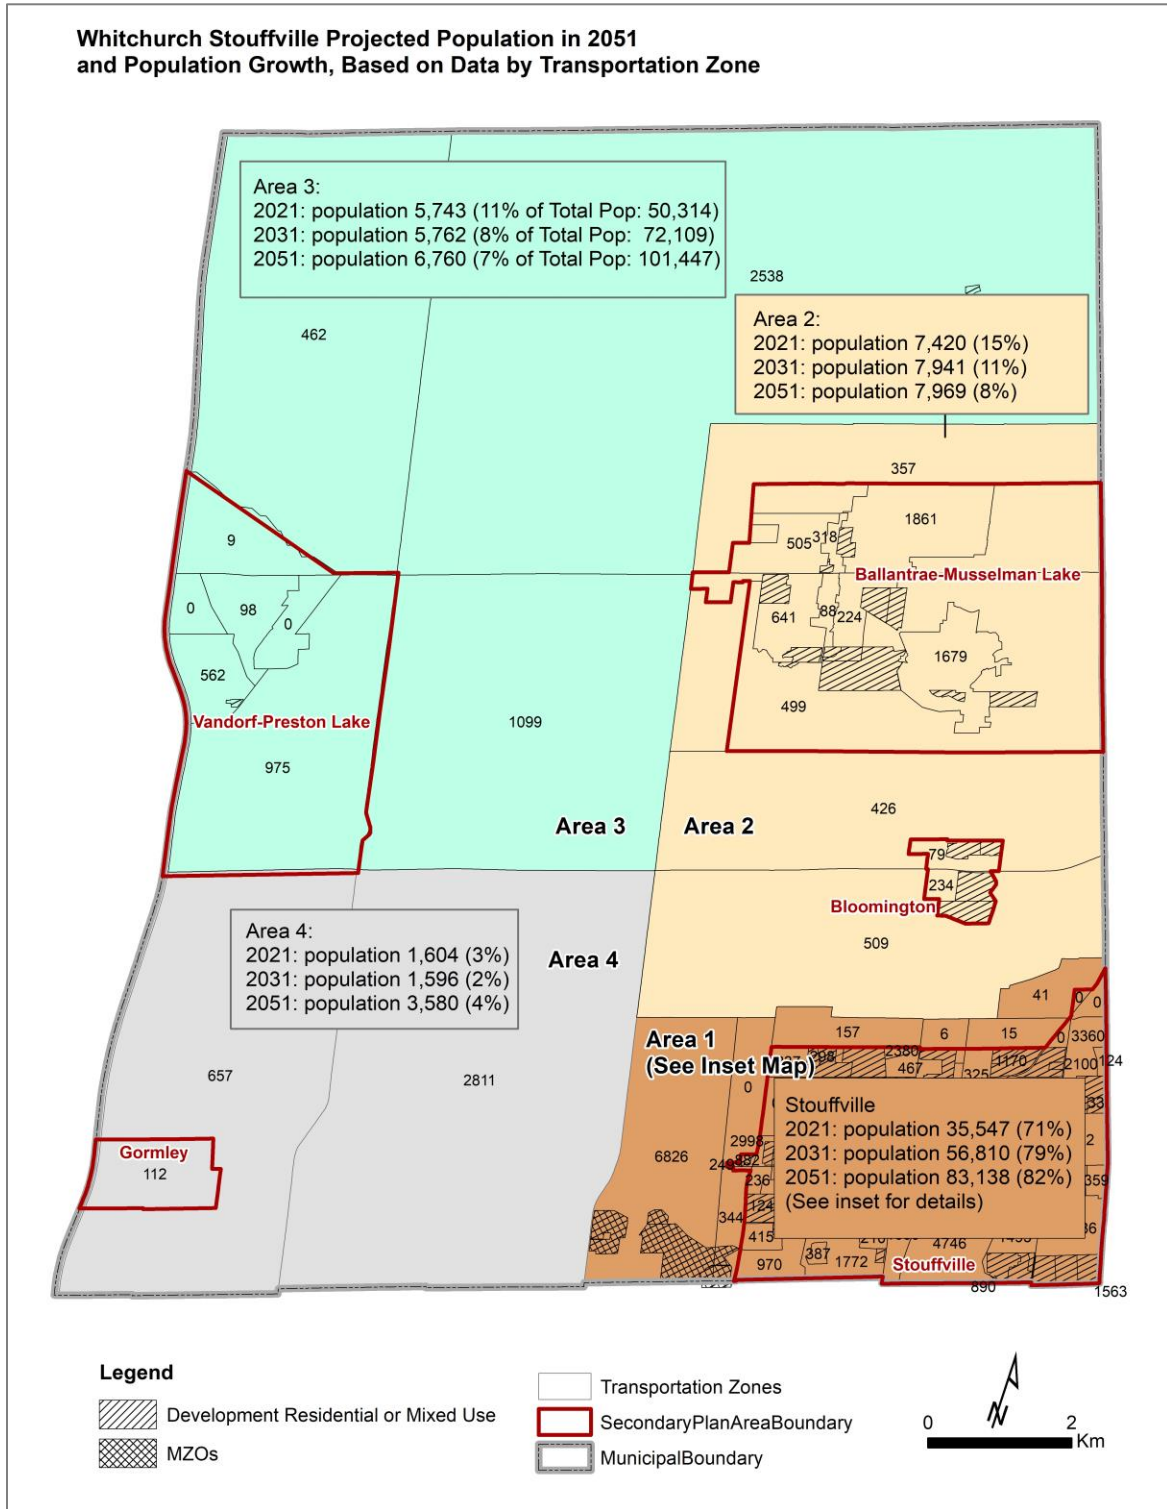 Whitchurch Stouffville Projected Population in 2051
and Population Growth, Based on Data by Transportation Zone
Area 3:
2021: population 5,743 (11% of Total Pop: 50,314)
2031: population 5,762 (8% of Total Pop: 72,109)
2051: population 6,760 (7% of Total Pop: 101,447)
2538
462
Area 2:
2021: population 7,420 (15%)
2031: population 7,941 (11%)
2051: population 7,969 (8%)
357
1861
505
318
9
Ballantrae-Musselman Lake
0
98
0
641
88
224
1679
562
499
Vandorf-Preston Lake
1099
975
426
Area 3
Area 2
79
234
Bloomington
509
Area 4:
2021: population 1,604 (3%)
2031: population 1,596 (2%)
2051: population 3,580 (4%)
Area 4
41
0
0
157
6
15
0
3360
Area 1
(See Inset Map)
298
2380
467
325
1170
2100
124
657
2811
0
Stouffville
2021: population 35,547 (71%)
2031: population 56,810 (79%)
2051: population 83,138 (82%)
(See inset for details)
Gormley
112
6826
2998
236
124
344
415
970
387
1772
4746
Stouffville
890
1563
Legend
Development Residential or Mixed Use
MZOs
Transportation Zones
SecondaryPlanAreaBoundary
MunicipalBoundary
N
0
2
Km